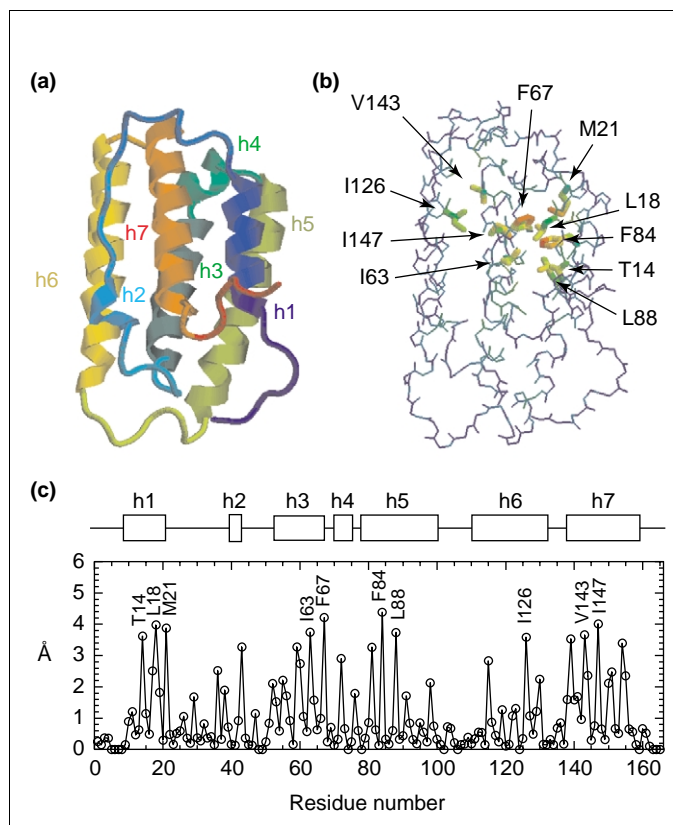 (a)
h4
h5
h7
h6
h3
h2
h1
(b)
F67
V143
M21
I126
L18
I147
F84
I63
T14
L88
(c)
h1 h2 h3 h4 h5 h6 h7
6
5
4
3
2
1
0
Å
T14 L18 M21 I63 F67 F84 L88 I126 V143 I147
0 20 40 60 80 100 120 140 160
Residue number